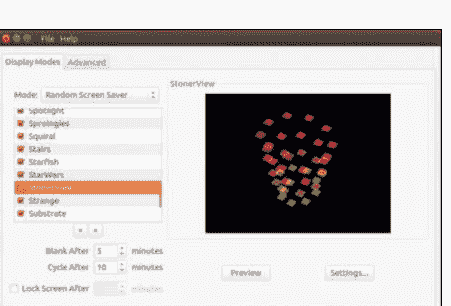 File Help
Display Modes Advanced
Mode: Random Screen Saver
StonerView
Spotlight
Sproingies
Squiral
Stairs
Starfish
StarWars
Strange
Substrate
Blank After 5 minutes
Cycle After 10 minutes
Preview Settings...
Lock Screen After minutes